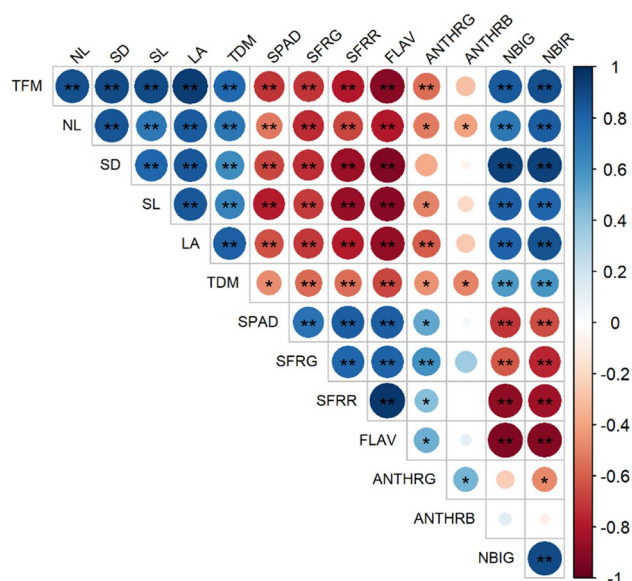 NL SD SL LA TDM SPAD SFRG SFRR FLAV ANTHRG ANTHRB NBIG NBIR
TFM ** ** ** ** ** ** ** ** ** ** ** **
NL ** ** ** ** ** ** ** ** * * ** **
SD ** ** ** ** ** ** ** ** **
SL ** ** ** ** ** ** * ** **
LA ** ** ** ** ** ** ** **
TDM * ** ** ** * * ** **
SPAD ** ** ** * ** **
SFRG ** ** ** ** **
SFRR ** * ** **
FLAV * ** **
ANTHRG * *
ANTHRB
NBIG **
1
0.8
0.6
0.4
0.2
0
-0.2
-0.4
-0.6
-0.8
-1